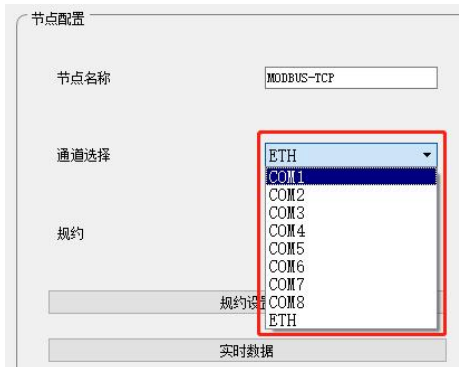 节点配置
节点名称
MODBUS-TCP
通道选择
ETH
COM1
COM2
COM3
COM4
规约
COM5
COM6
COM7
规约设
COM8
ETH
实时数据